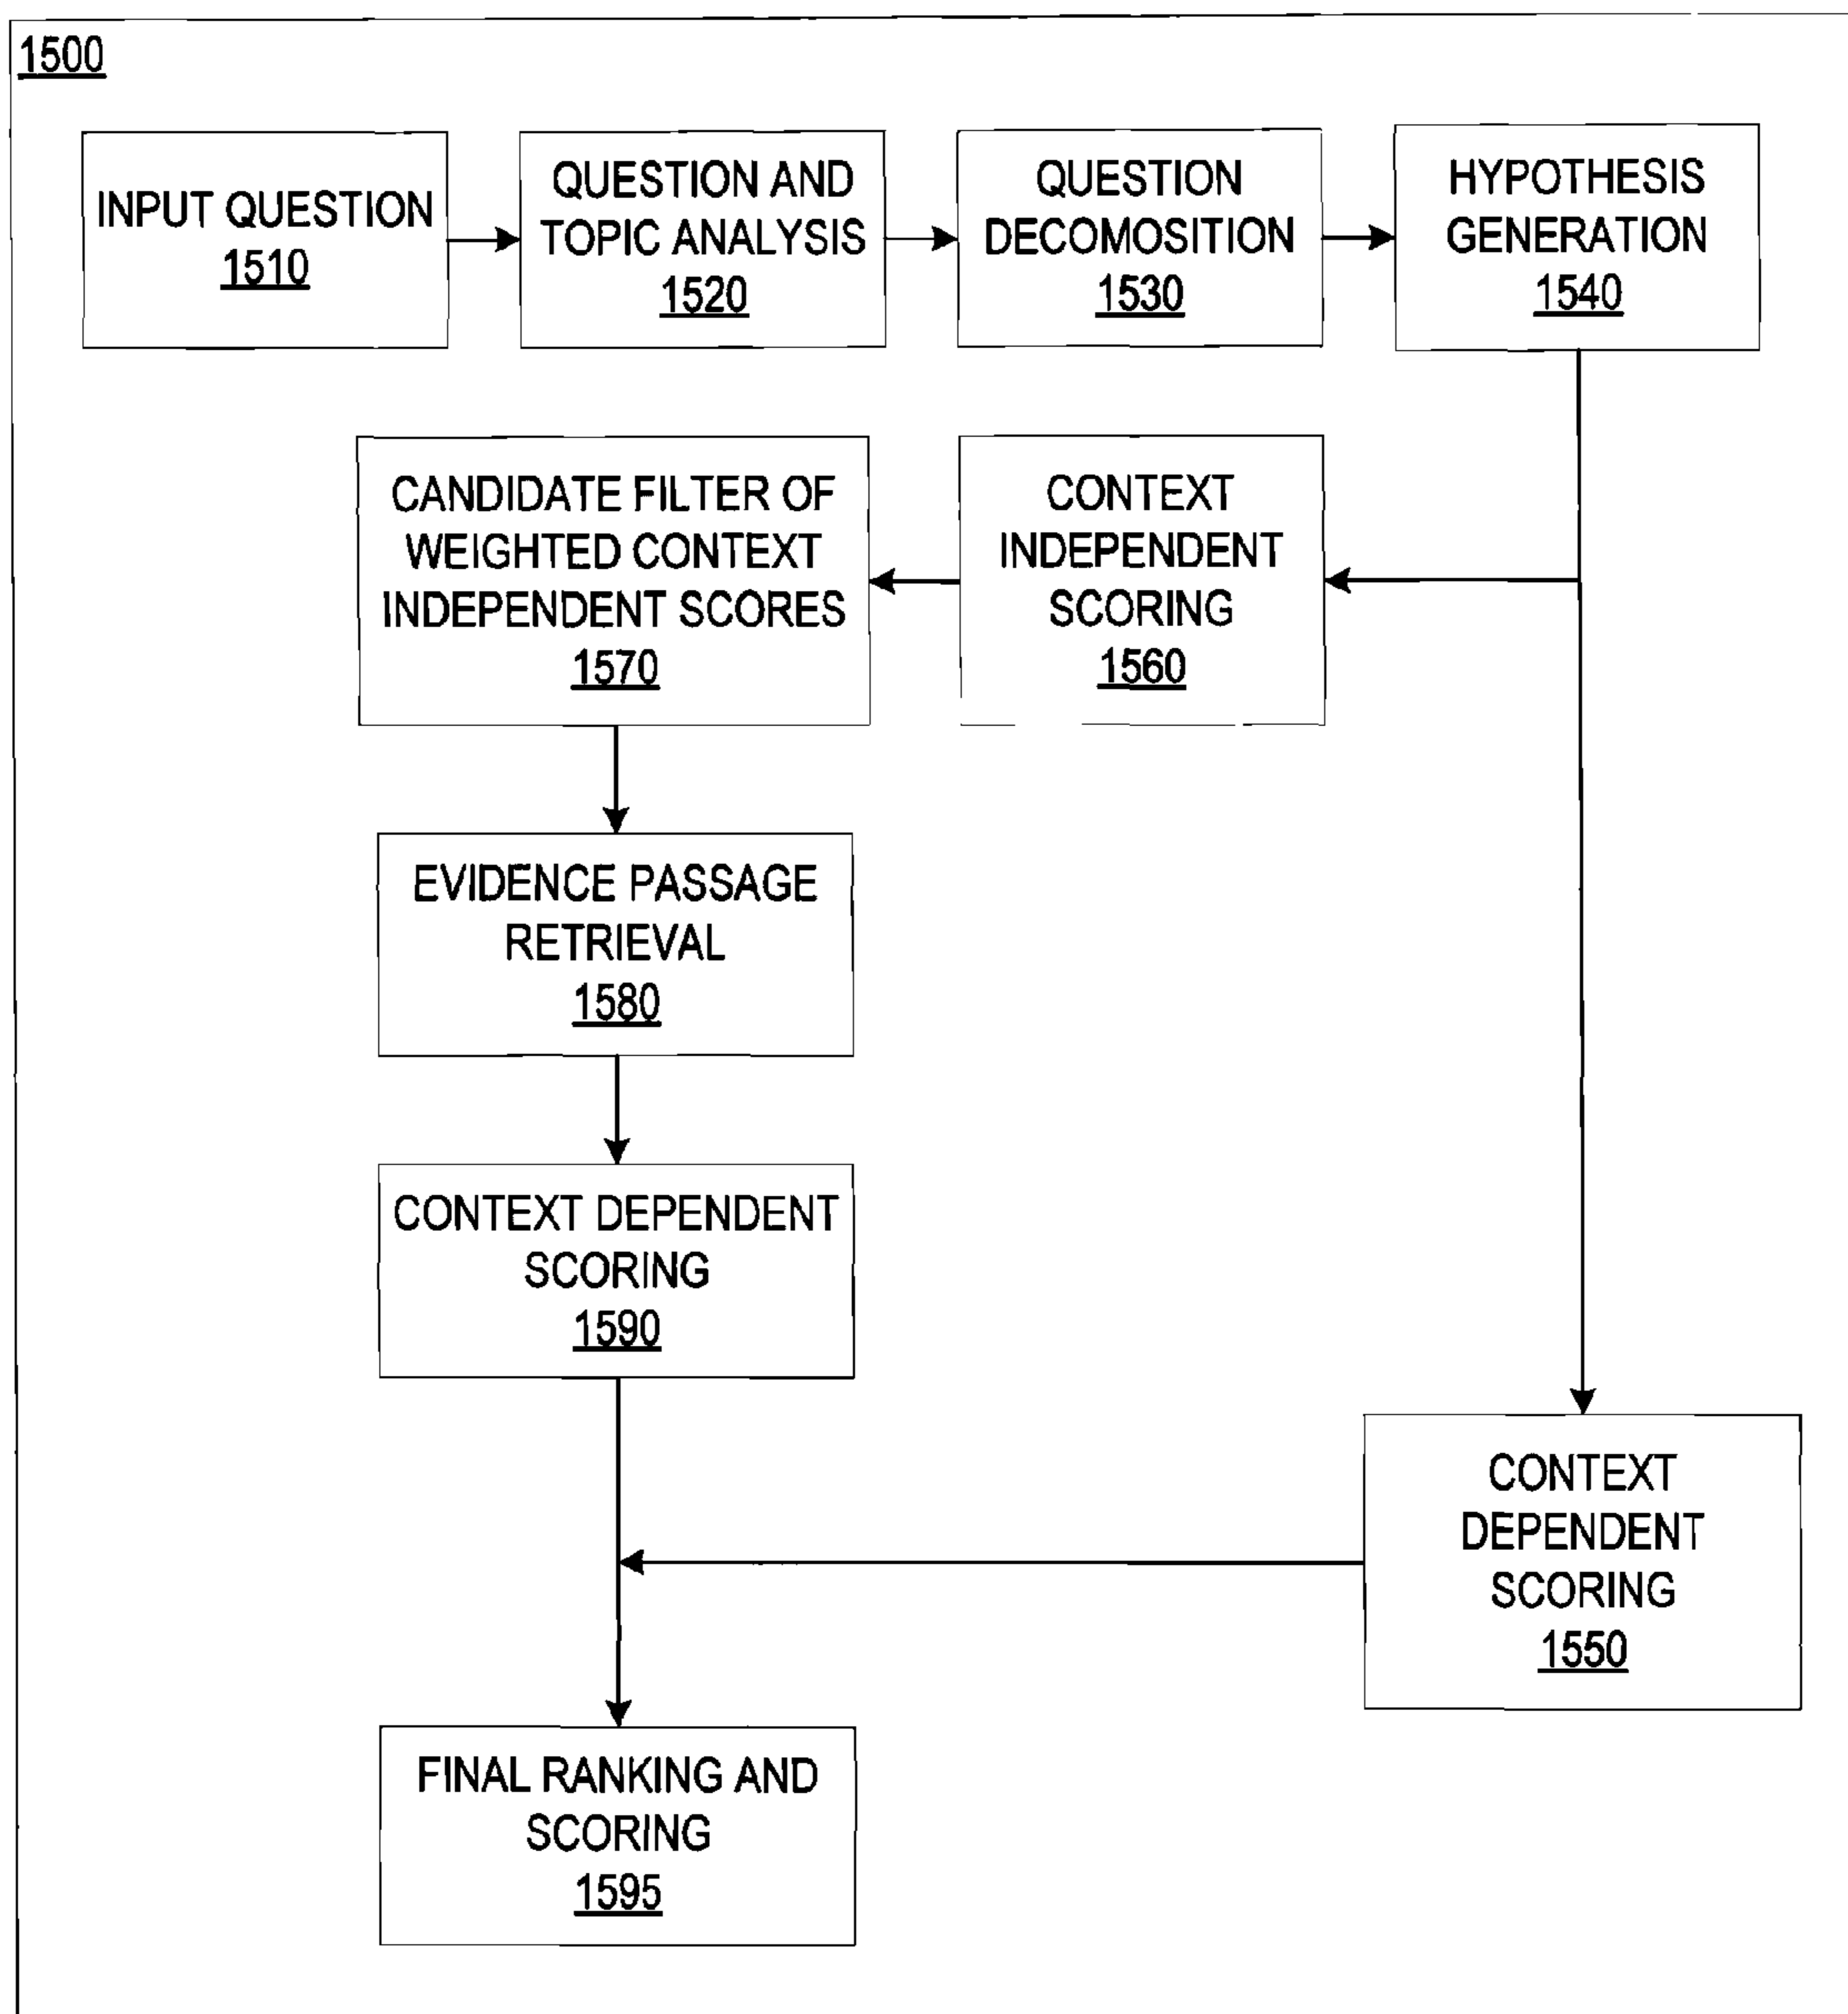 1500
INPUT QUESTION
1510
QUESTION AND
TOPIC ANALYSIS
1520
QUESTION
DECOMOSITION
1530
HYPOTHESIS
GENERATION
1540
CANDIDATE FILTER OF
WEIGHTED CONTEXT
INDEPENDENT SCORES
1570
CONTEXT
INDEPENDENT
SCORING
1560
EVIDENCE PASSAGE
RETRIEVAL
1580
CONTEXT DEPENDENT
SCORING
1590
CONTEXT
DEPENDENT
SCORING
1550
FINAL RANKING AND
SCORING
1595